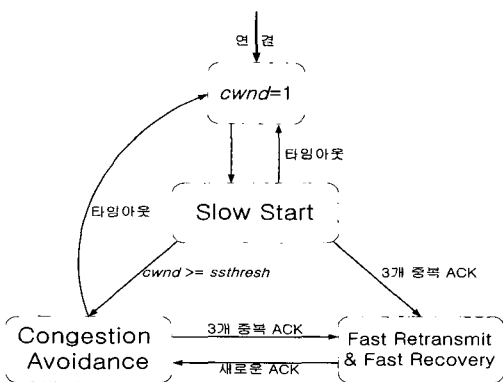 연 결
cwnd=1
타임아웃
타임아웃
Slow Start
cwnd >= ssthresh
3개 중복 ACK
Congestion
Avoidance
3개 중복 ACK
새로운 ACK
Fast Retransmit
& Fast Recovery